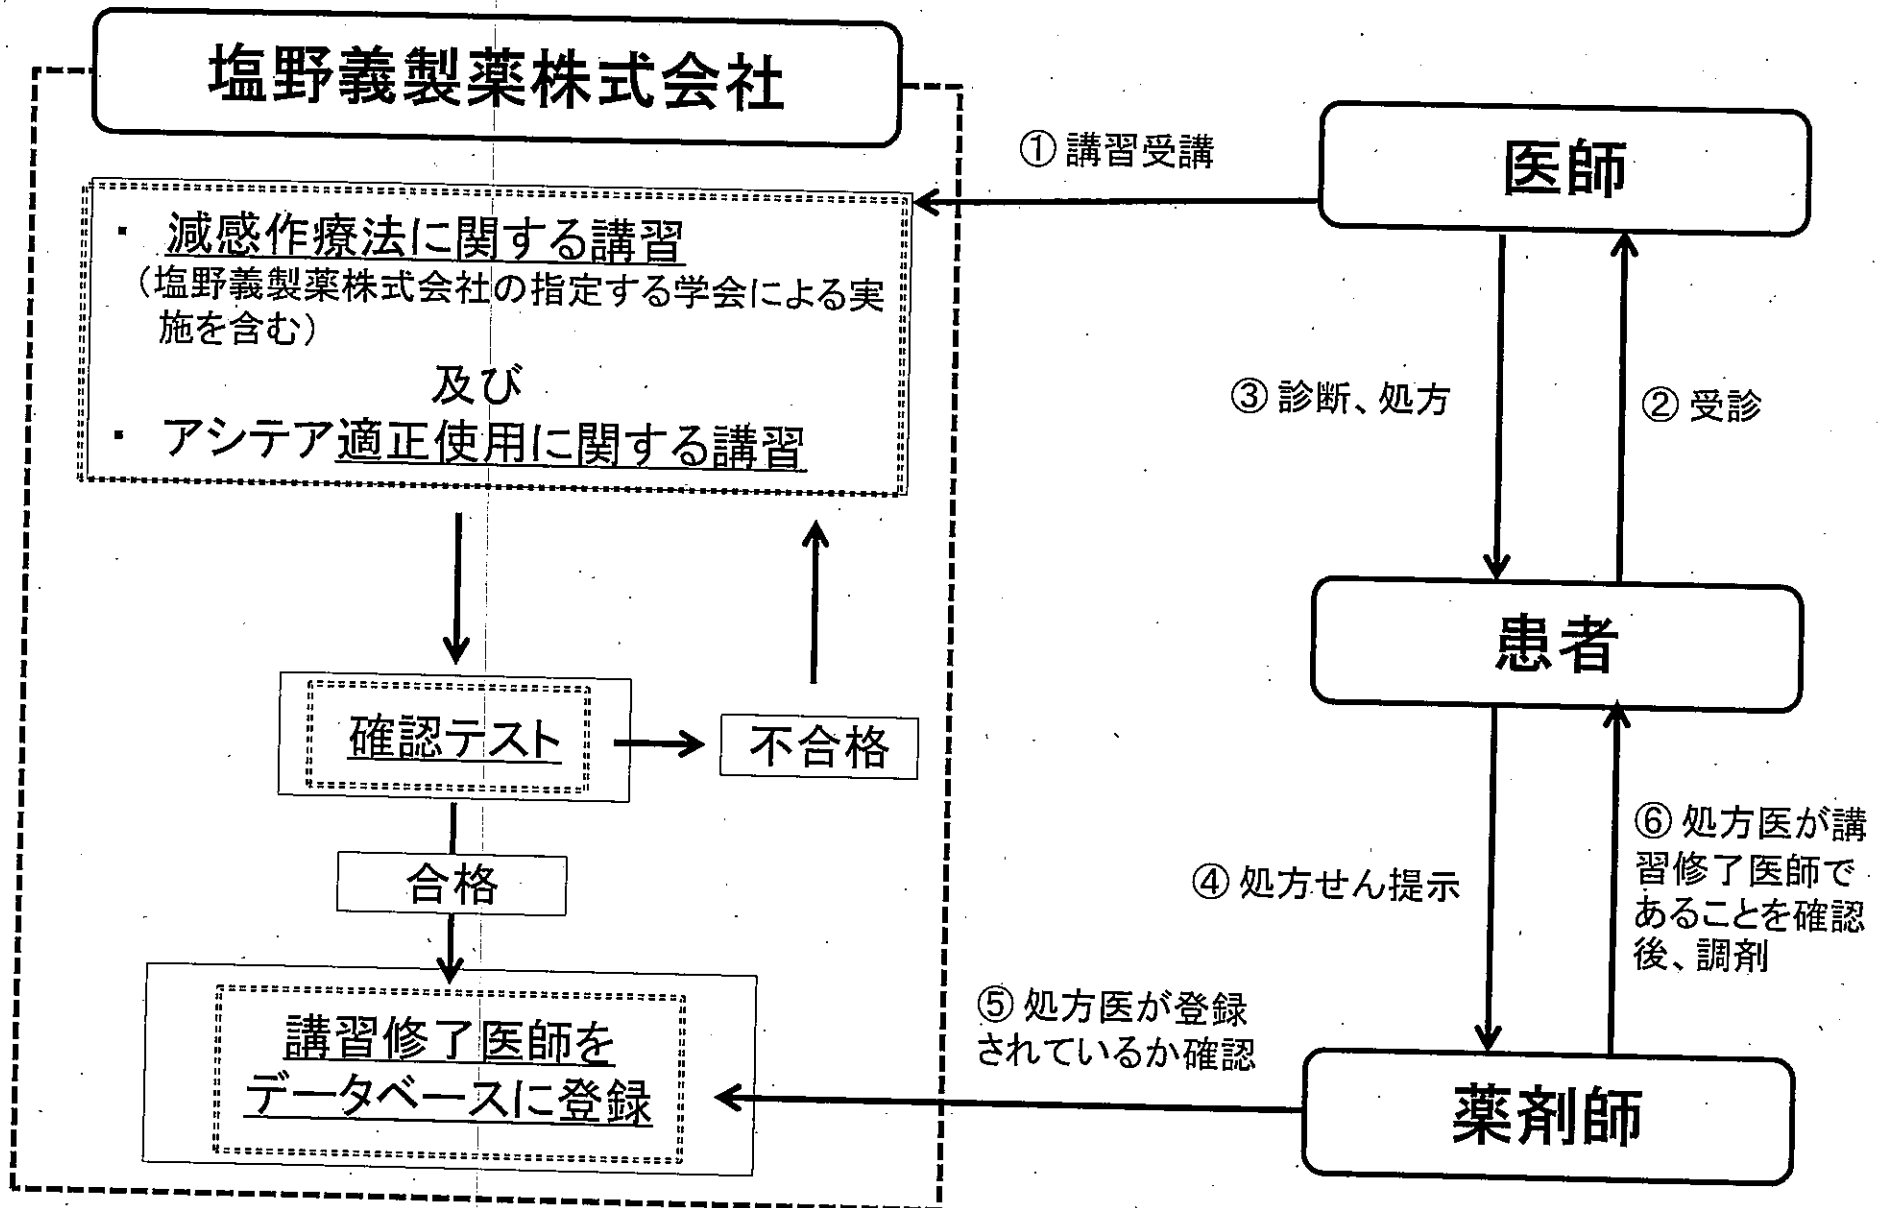 塩野義製薬株式会社
・ 減感作療法に関する講習
（塩野義製薬株式会社の指定する学会による実
施を含む）
及び
・ アシテア適正使用に関する講習
確認テスト
不合格
合格
講習修了医師を
データベースに登録
① 講習受講
医師
③ 診断、処方
② 受診
患者
④ 処方せん提示
⑥ 処方医が講
習修了医師で
あることを確認
後、調剤
⑤ 処方医が登録
されているか確認
薬剤師